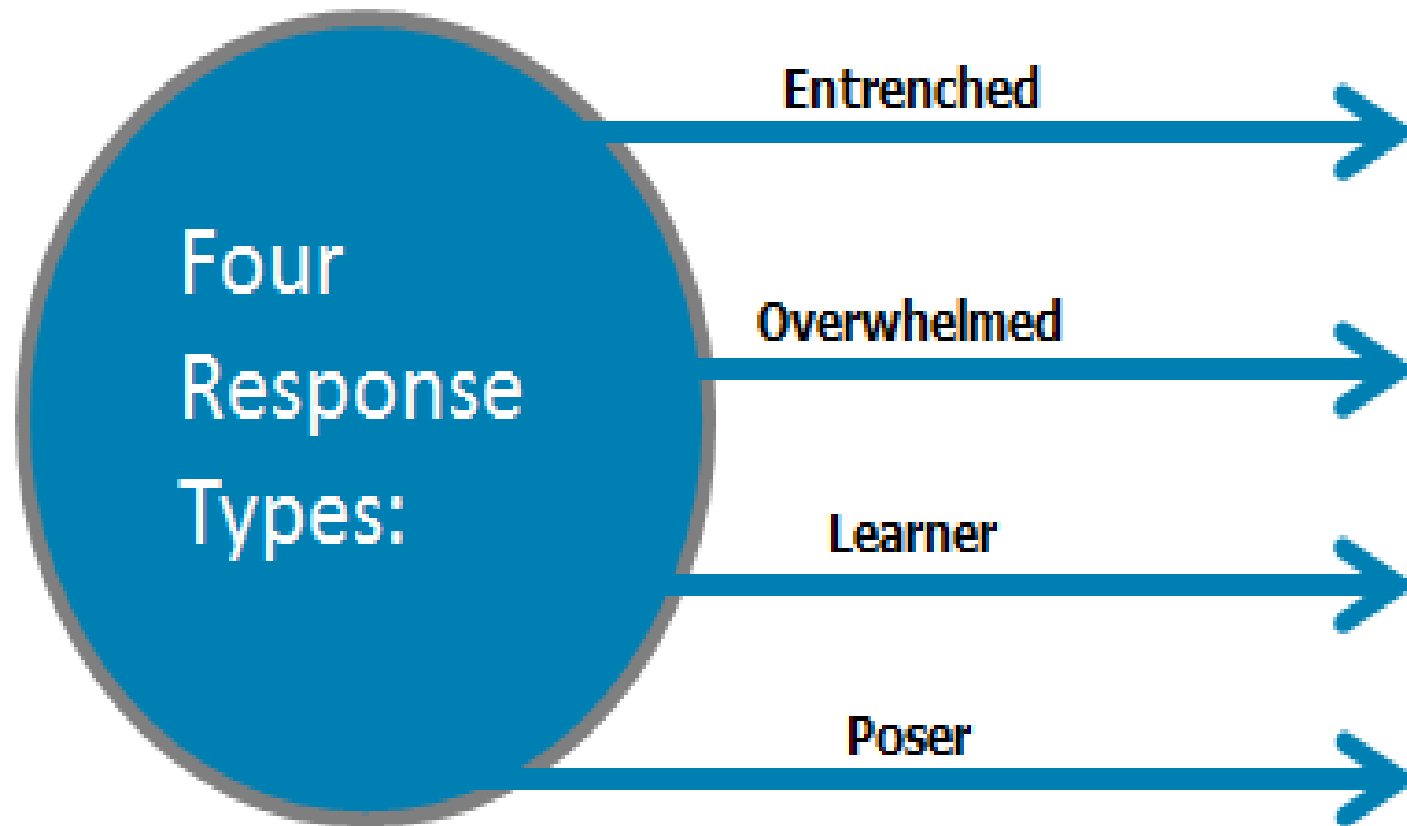 Four
Response
Types:
Entrenched
Overwhelmed
Learner
Poser